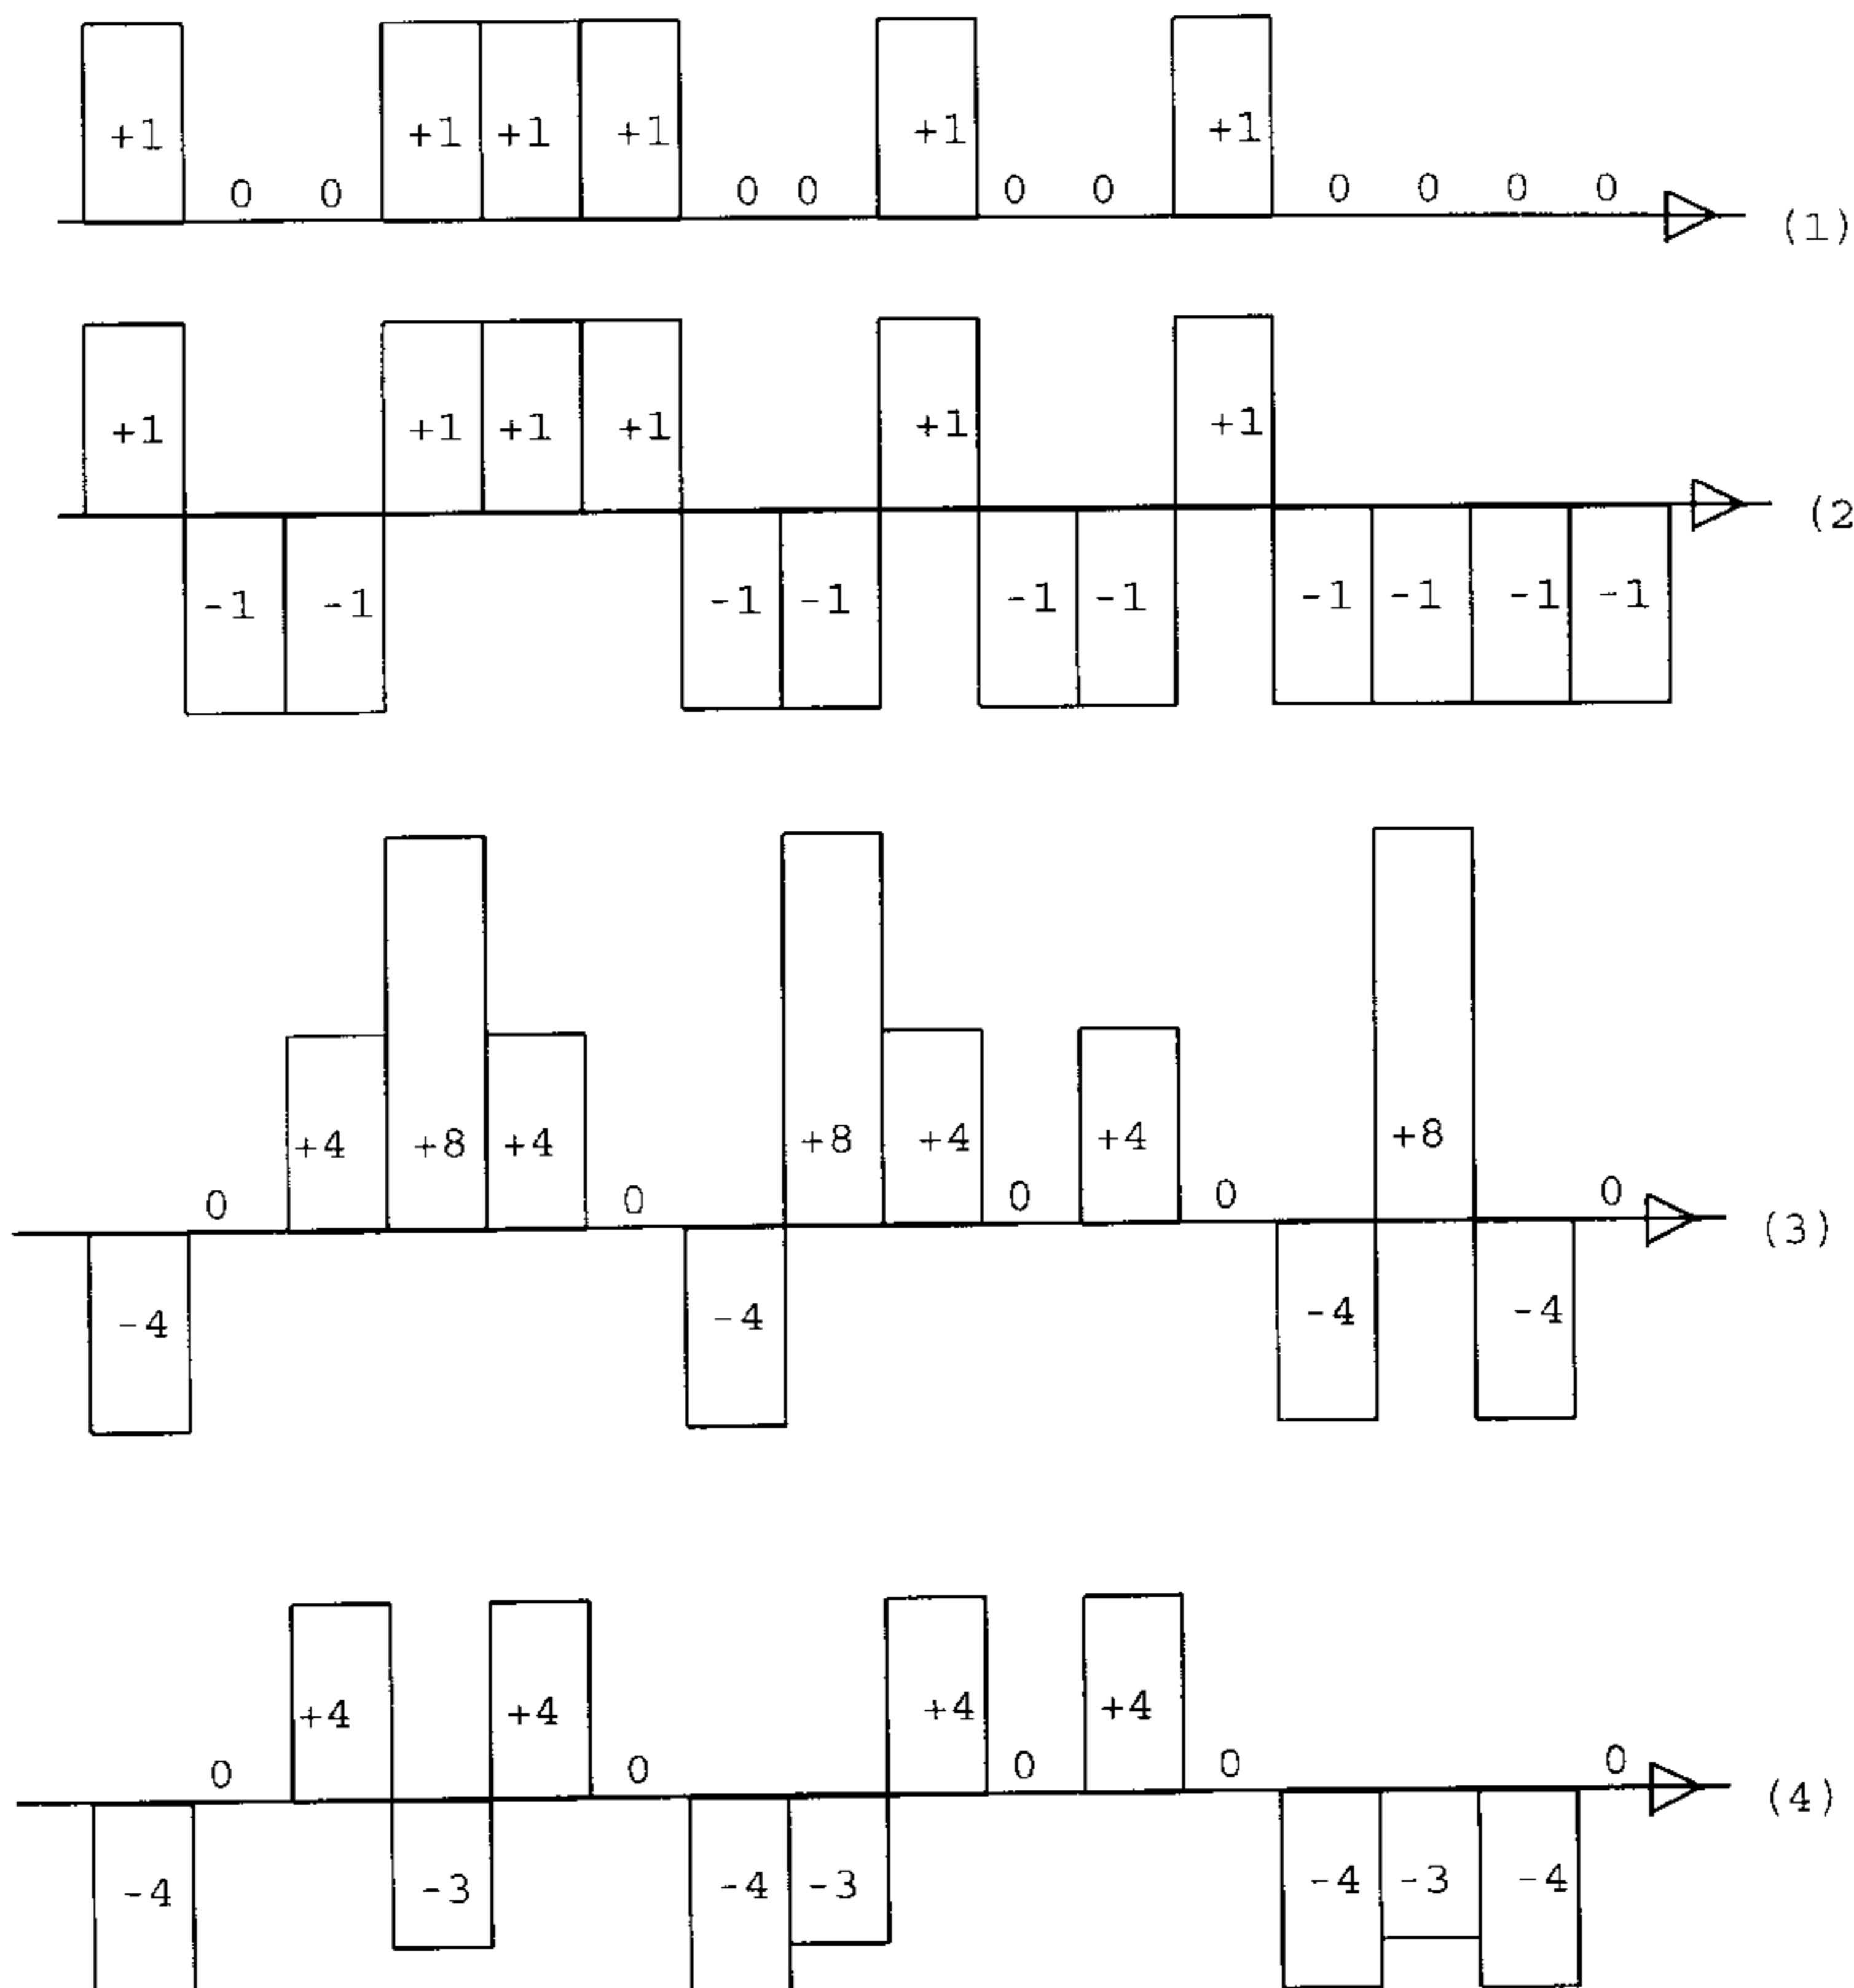 +1 0 0 +1 +1 +1 0 0 +1 0 0 +1 0 0 0 0 (1)
+1 +1 +1 +1 +1 +1 (2
-1 -1 -1 -1 -1 -1 -1 -1 -1 -1
0 +4 +8 +4 0 +8 +4 0 +4 0 +8 0 (3)
-4 -4 -4 -4
0 +4 +4 0 +4 0 +4 0 0 (4)
-4 -3 -4 -3 -4 -3 -4